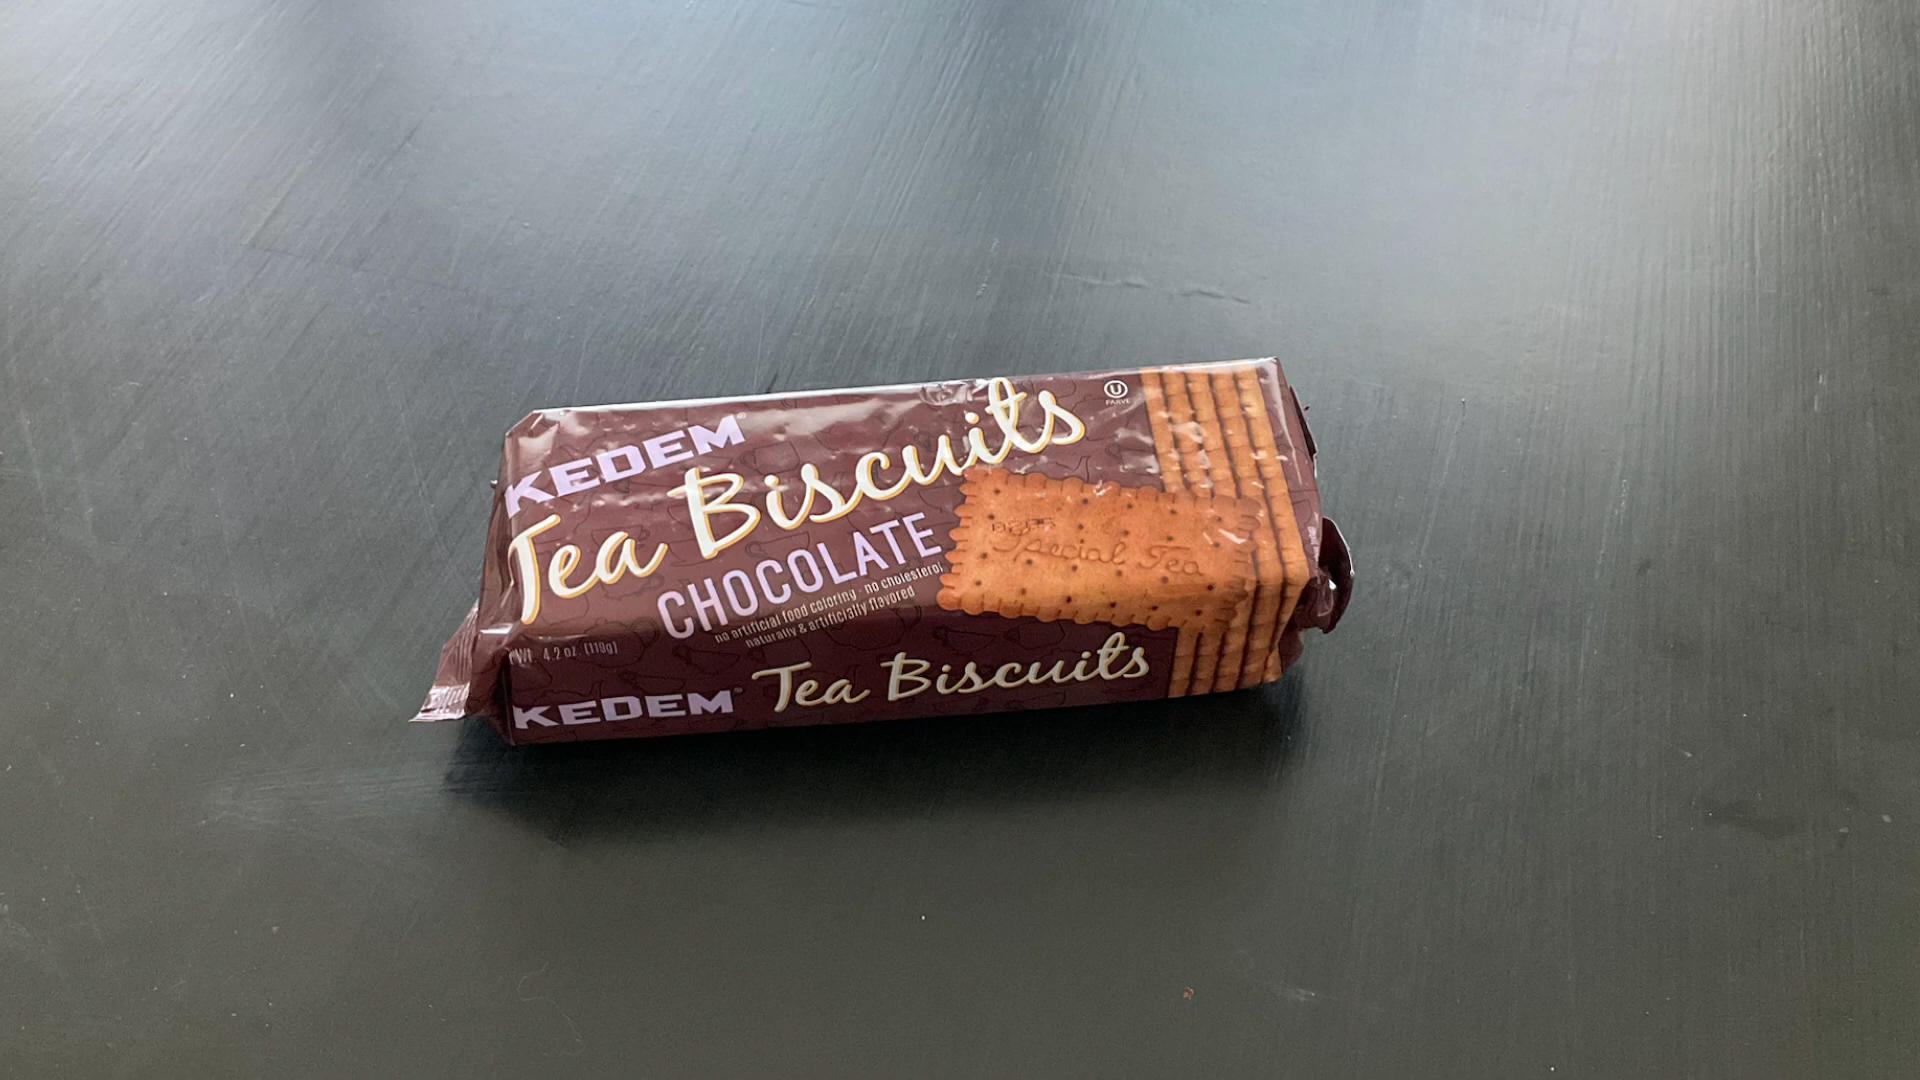 KEDEM®
Tea Biscuits
CHOCOLATE
no artificial food coloring · no cholesterol
naturally & artificially flavored
U
PARVE
Special Tea
WT. 4.2 oz. (119g)
KEDEM® Tea Biscuits